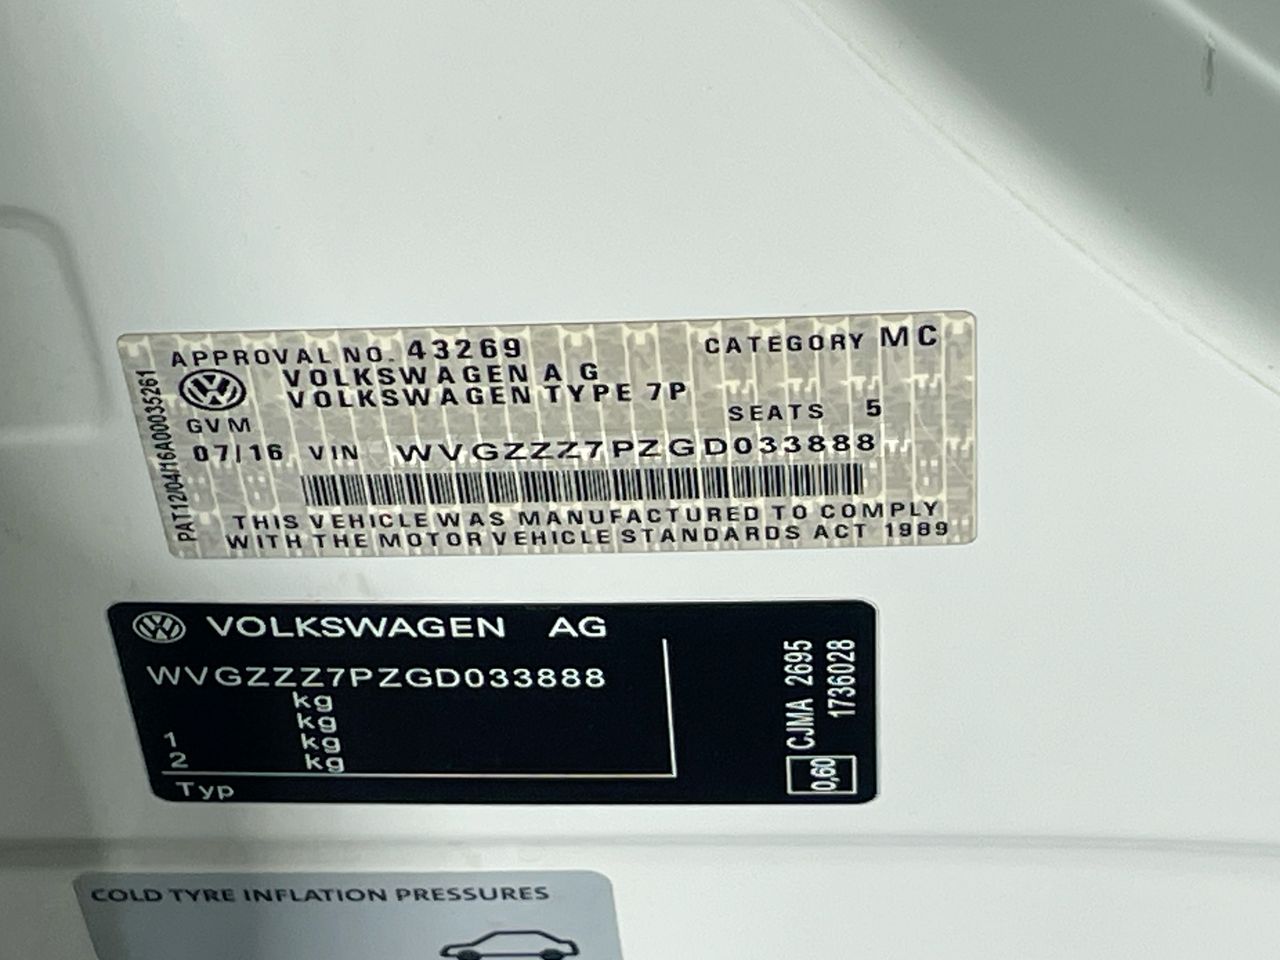 APPROVAL NO. 43269 CATEGORY MC
VOLKSWAGEN AG
VOLKSWAGEN TYPE 7P
SEATS 5
GVM
07/16 VIN WVGZZZ7PZGD033888
THIS VEHICLE WAS MANUFACTURED TO COMPLY
WITH THE MOTOR VEHICLE STANDARDS ACT 1989
PAT12/04/16A00035261
VOLKSWAGEN AG
WVGZZZ7PZGD033888
kg
kg
1 kg
2 kg
Typ
CJMA 2695
1736028
0,60
COLD TYRE INFLATION PRESSURES